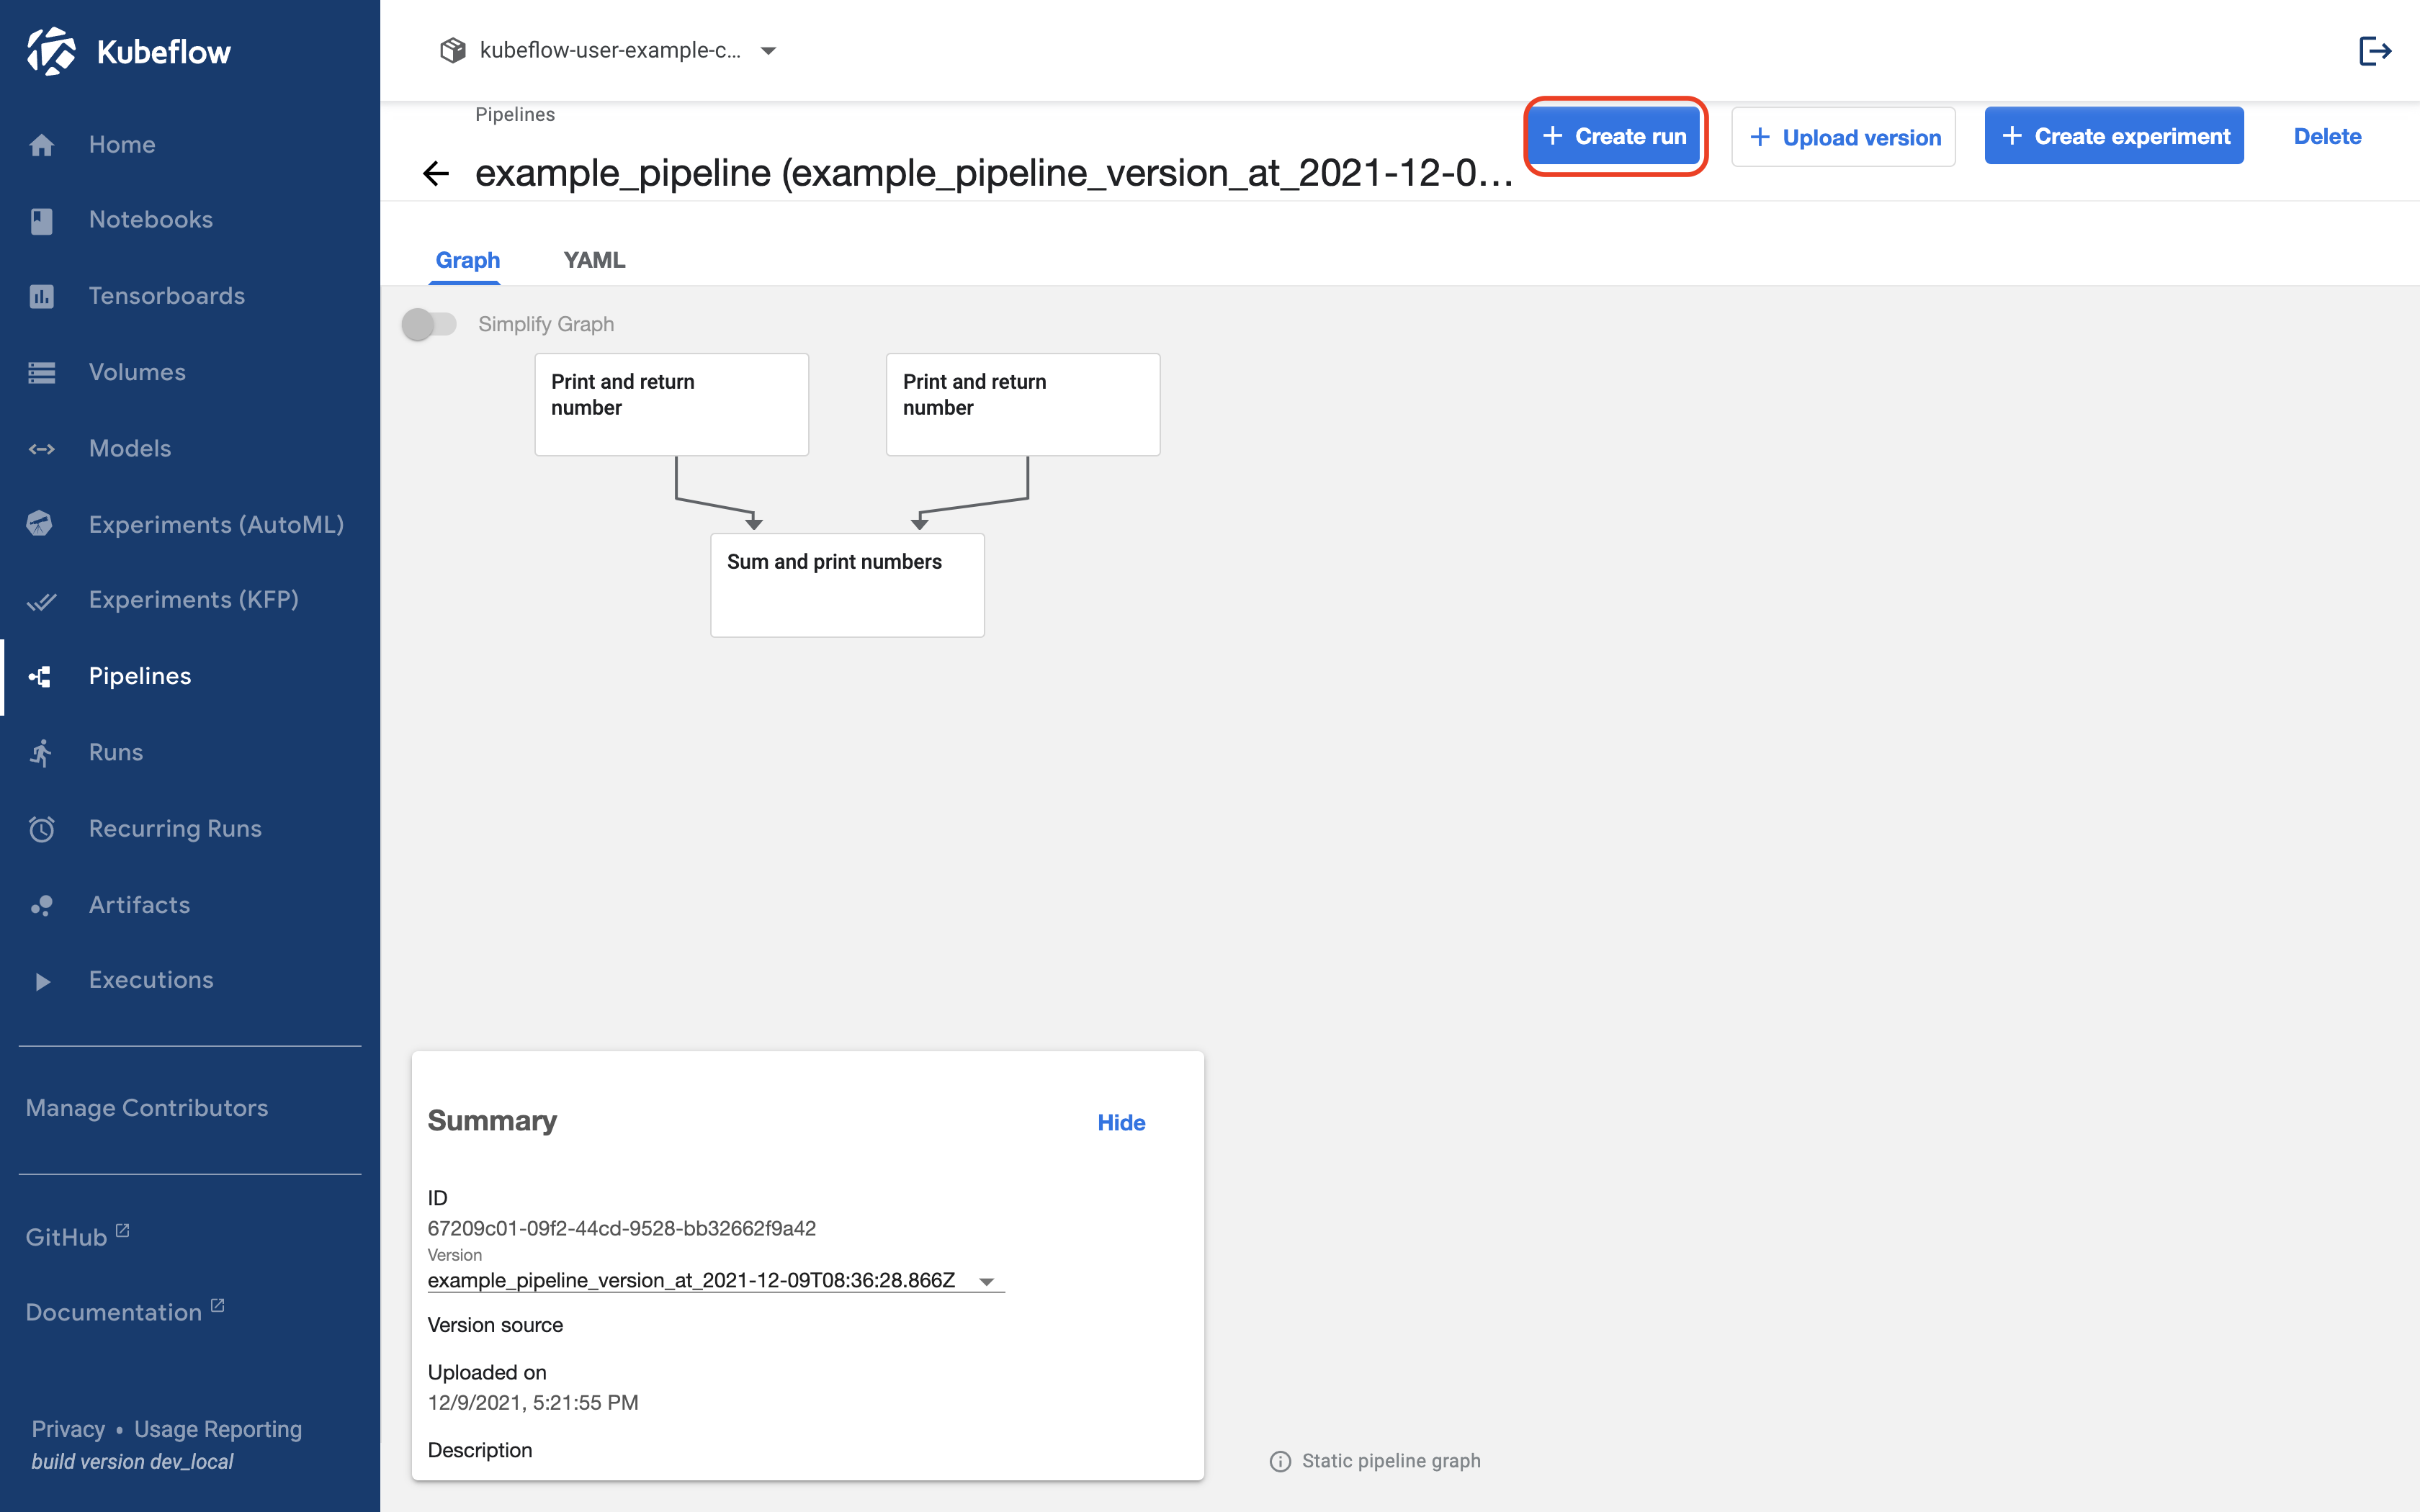 Kubeflow
Home
Notebooks
Tensorboards
Volumes
Models
Experiments (AutoML)
Experiments (KFP)
Pipelines
Runs
Recurring Runs
Artifacts
Executions
Manage Contributors
GitHub
Documentation
Privacy • Usage Reporting
build version dev_local
kubeflow-user-example-c...
Pipelines
example_pipeline (example_pipeline_version_at_2021-12-0...
+ Create run
+ Upload version
+ Create experiment
Delete
Graph
YAML
Simplify Graph
Print and return
number
Print and return
number
Sum and print numbers
Summary
Hide
ID
67209c01-09f2-44cd-9528-bb32662f9a42
Version
example_pipeline_version_at_2021-12-09T08:36:28.866Z
Version source
Uploaded on
12/9/2021, 5:21:55 PM
Description
Static pipeline graph